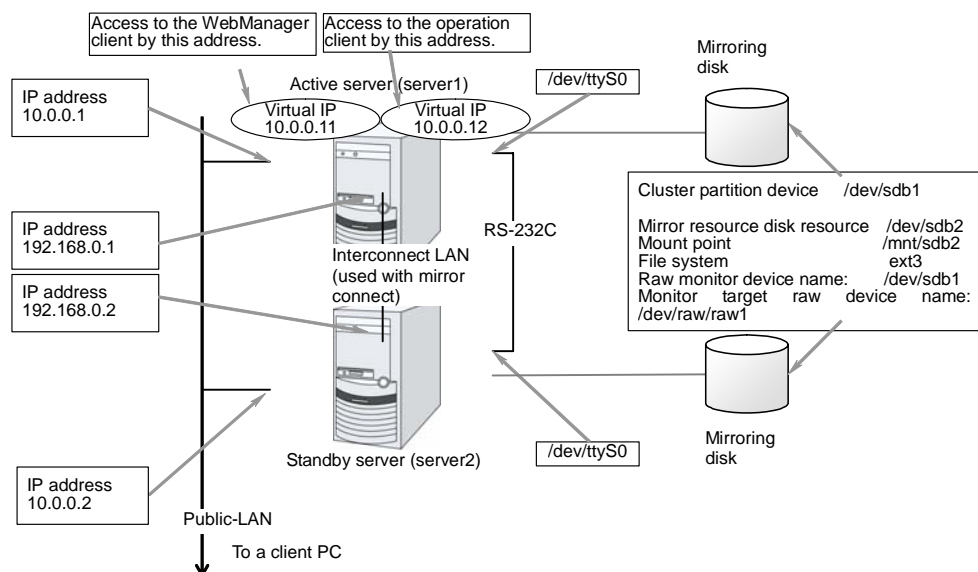 Access to the WebManager
client by this address.
Access to the operation
client by this address.
Mirroring
disk
Active server (server1)
/dev/ttyS0
IP address
10.0.0.1
Virtual IP
10.0.0.11
Virtual IP
10.0.0.12
Cluster partition device /dev/sdb1
Mirror resource disk resource /dev/sdb2
Mount point /mnt/sdb2
File system ext3
Raw monitor device name: /dev/sdb1
Monitor target raw device name:
/dev/raw/raw1
IP address
192.168.0.1
RS-232C
Interconnect LAN
(used with mirror
connect)
IP address
192.168.0.2
Mirroring
disk
/dev/ttyS0
Standby server (server2)
IP address
10.0.0.2
Public-LAN
To a client PC